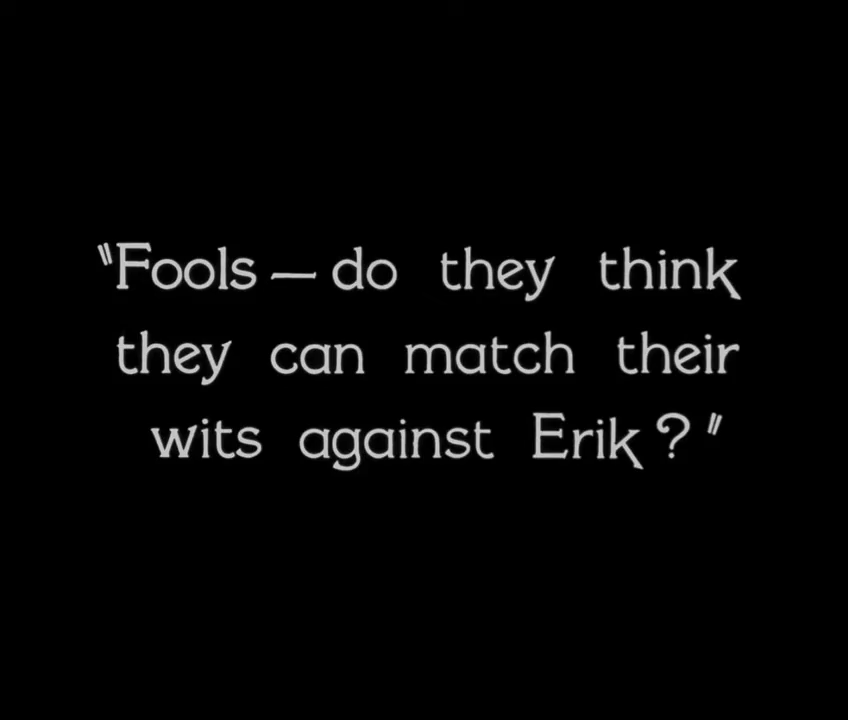 "Fools — do they think
they can match their
wits against Erik?"